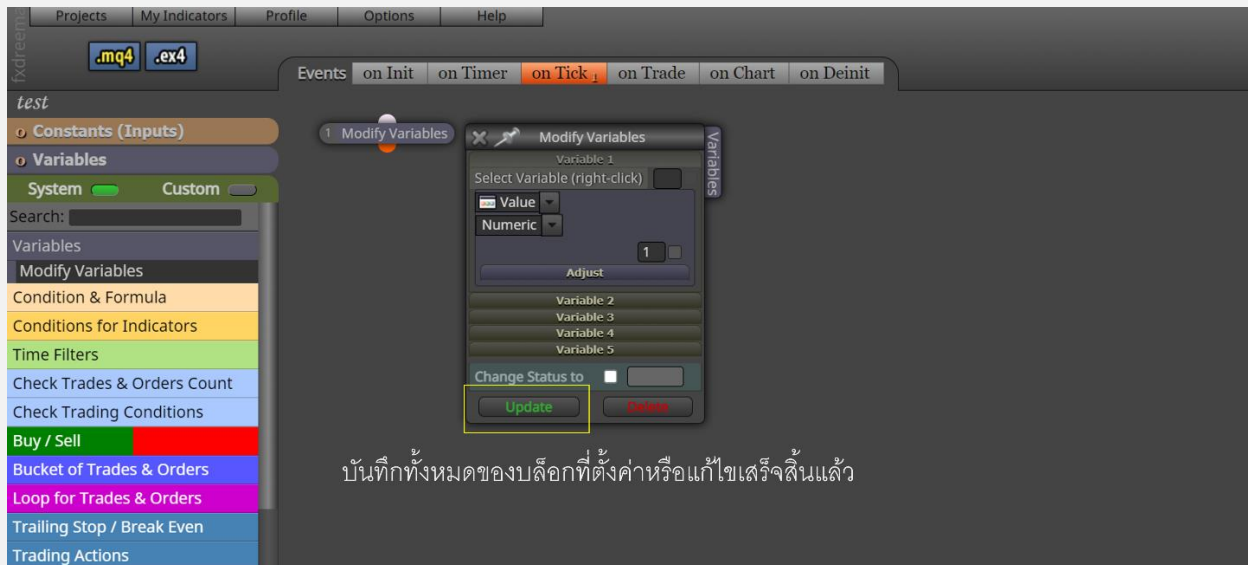 Projects My Indicators Profile Options Help
fxdreema
.mq4 .ex4
Events on Init on Timer on Tick 1 on Trade on Chart on Deinit
test
Constants (Inputs)
Variables
System Custom
Search:
Variables
Modify Variables
Condition & Formula
Conditions for Indicators
Time Filters
Check Trades & Orders Count
Check Trading Conditions
Buy / Sell
Bucket of Trades & Orders
Loop for Trades & Orders
Trailing Stop / Break Even
Trading Actions
1 Modify Variables
Modify Variables
Variables
Variable 1
Select Variable (right-click)
Value
Numeric
1
Adjust
Variable 2
Variable 3
Variable 4
Variable 5
Change Status to
Update Delete
บันทึกทั้งหมดของบล็อกที่ตั้งค่าหรือแก้ไขเสร็จสิ้นแล้ว